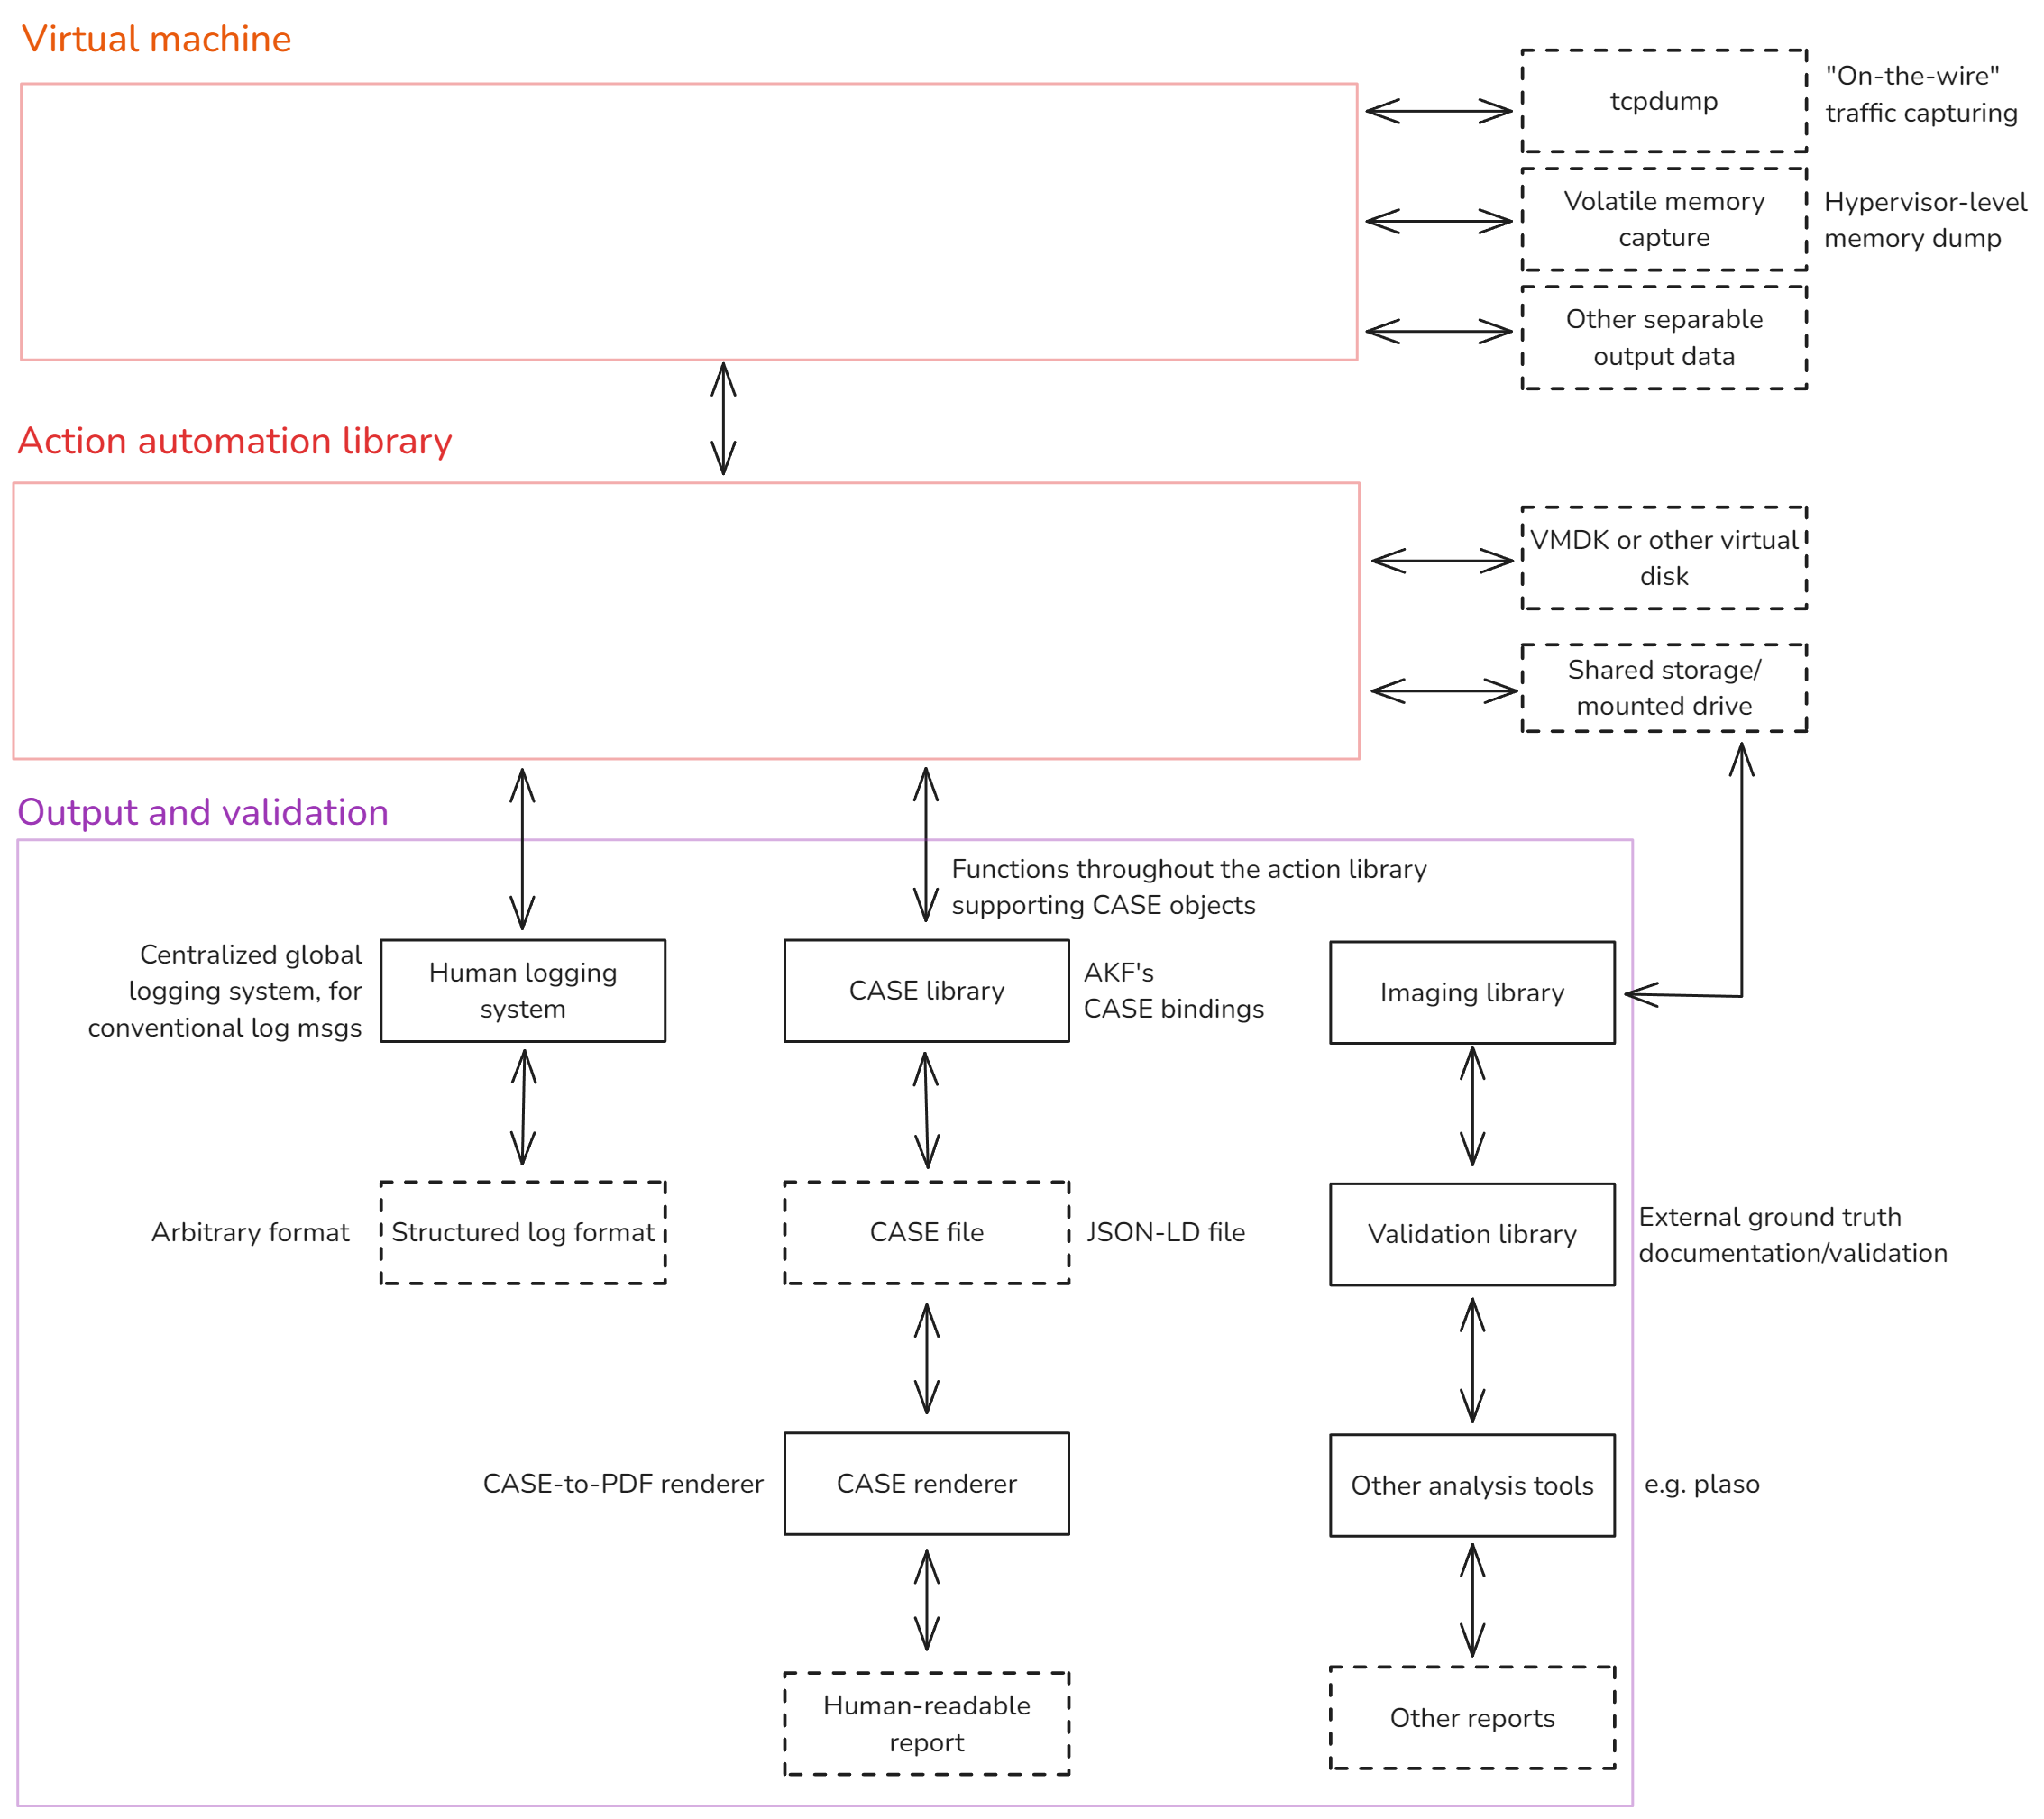 Virtual machine
tcpdump
"On-the-wire"
traffic capturing
Volatile memory
capture
Hypervisor-level
memory dump
Other separable
output data
Action automation library
VMDK or other virtual
disk
Shared storage/
mounted drive
Output and validation
Functions throughout the action library
supporting CASE objects
Centralized global
logging system, for
conventional log msgs
Human logging
system
CASE library
AKF's
CASE bindings
Imaging library
Arbitrary format
Structured log format
CASE file
JSON-LD file
Validation library
External ground truth
documentation/validation
CASE-to-PDF renderer
CASE renderer
Other analysis tools
e.g. plaso
Human-readable
report
Other reports